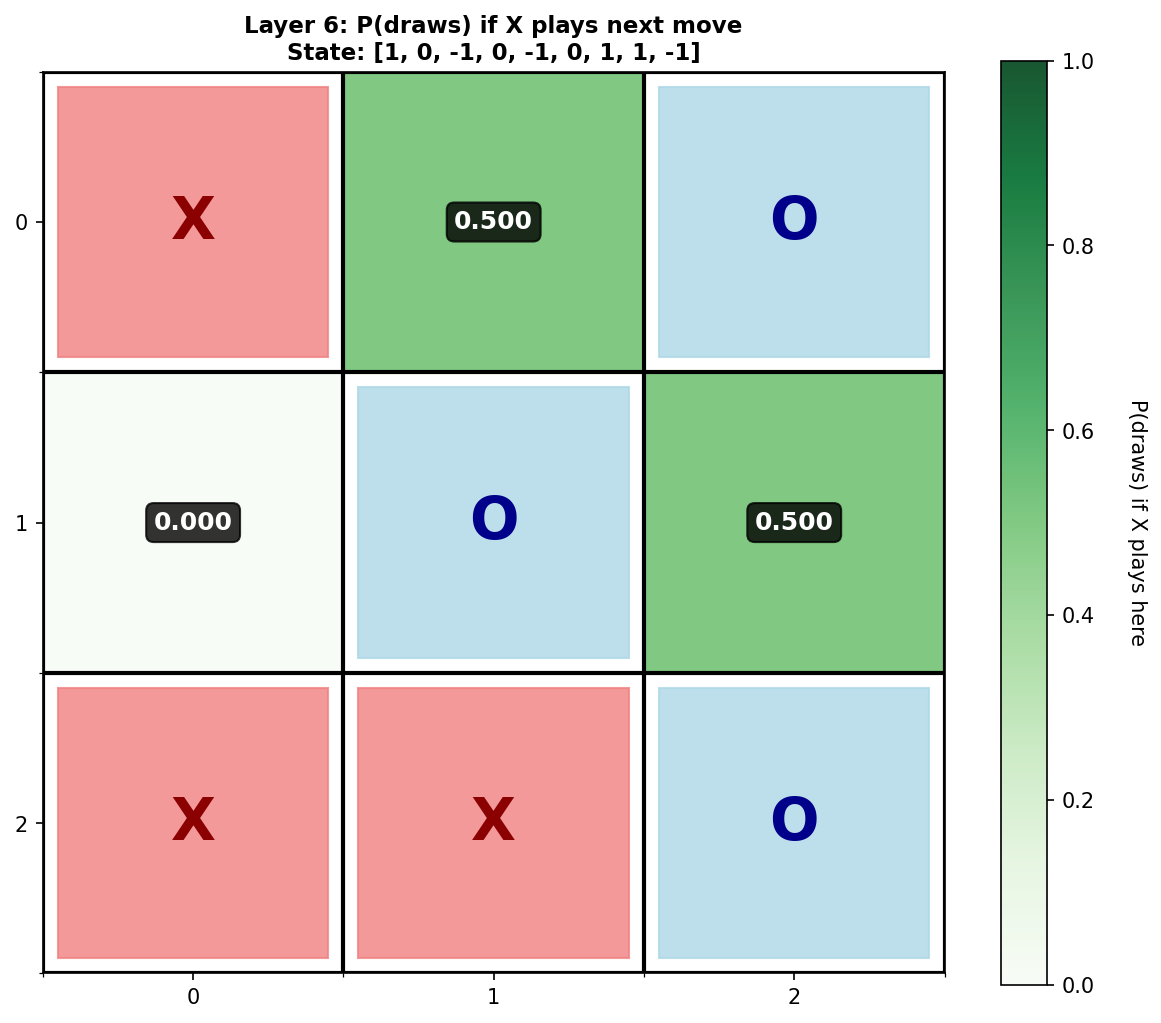 Layer 6: P(draws) if X plays next move
State: [1, 0, -1, 0, -1, 0, 1, 1, -1]
1.0
0.8
0.6
0.4
0.2
0.0
P(draws) if X plays here
0
X
0.500
O
1
0.000
O
0.500
2
X
X
O
0
1
2